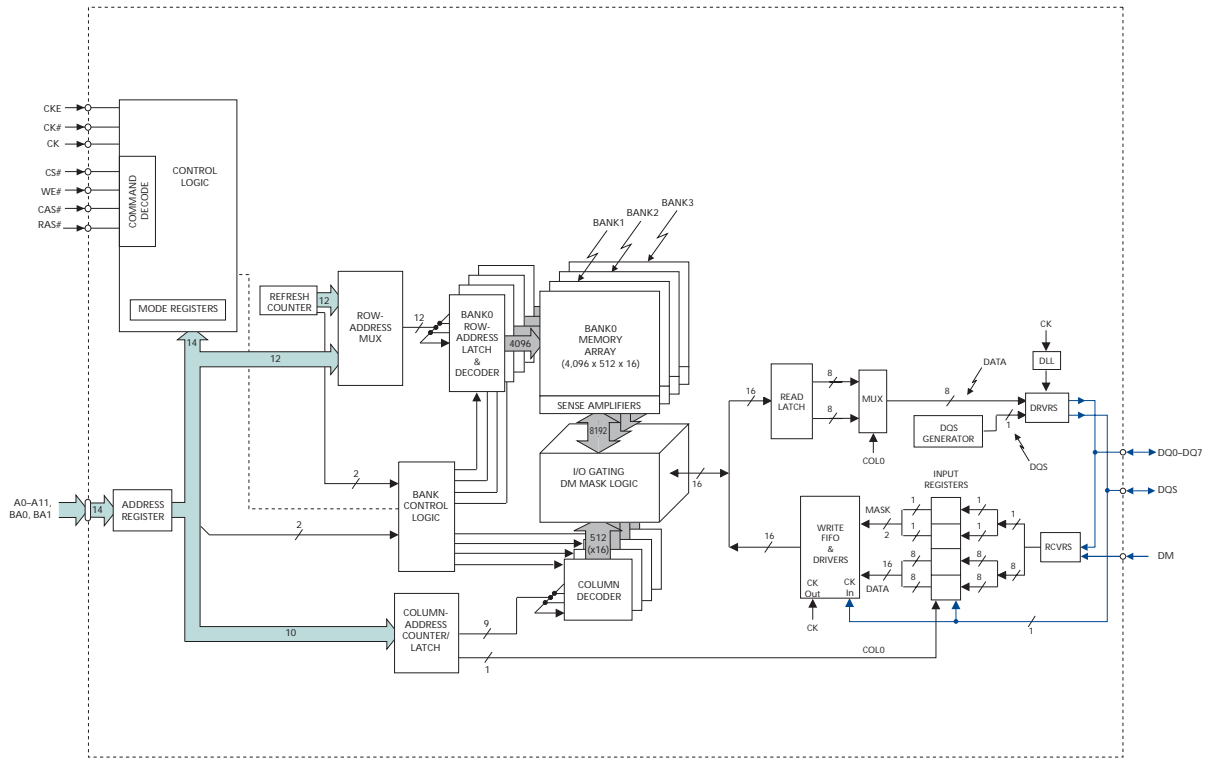 CKE
CK#
CK
CS#
WE#
CAS#
RAS#
COMMAND
DECODE
CONTROL
LOGIC
MODE REGISTERS
14
12
REFRESH
COUNTER
12
ROW-
ADDRESS
MUX
12
BANK0
ROW-
ADDRESS
LATCH
&
DECODER
4096
BANK1
BANK2
BANK3
BANK0
MEMORY
ARRAY
(4,096 x 512 x 16)
SENSE AMPLIFIERS
8192
I/O GATING
DM MASK LOGIC
16
512
(x16)
COLUMN
DECODER
2
2
BANK
CONTROL
LOGIC
A0–A11,
BA0, BA1
14
ADDRESS
REGISTER
10
COLUMN-
ADDRESS
COUNTER/
LATCH
9
1
COL0
16
READ
LATCH
8
8
MUX
COL0
8
DATA
DQS
GENERATOR
1
DQS
CK
DLL
DRVRS
DQ0–DQ7
DQS
DM
INPUT
REGISTERS
16
WRITE
FIFO
&
DRIVERS
CK
Out
CK
In
CK
MASK
2
16
DATA
1
1
8
8
1
1
8
8
1
8
RCVRS
1